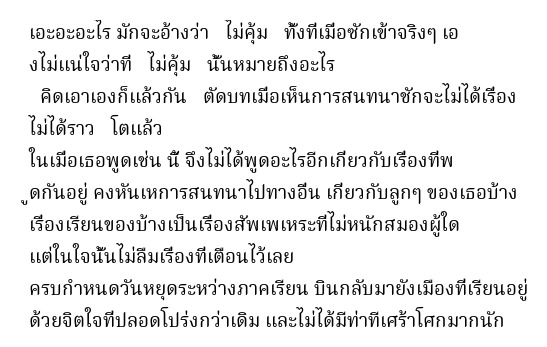 เอะอะอะไร มักจะอ้างว่า   ไม่คุ้ม   ทั้งที่เมื่อซักเข้าจริงๆ เอ
งไม่แน่ใจว่าที่   ไม่คุ้ม   นั้นหมายถึงอะไร
คิดเอาเองก็แล้วกัน   ตัดบทเมื่อเห็นการสนทนาชักจะไม่ได้เรื่อง
ไม่ได้ราว   โตแล้ว
ในเมื่อเธอพูดเช่น นี้ จึงไม่ได้พูดอะไรอีกเกี่ยวกับเรื่องที่พ
ูดกันอยู่ คงหันเหการสนทนาไปทางอื่น เกี่ยวกับลูกๆ ของเธอบ้าง
เรื่องเรียนของบ้างเป็นเรื่องสัพเพเหระที่ไม่หนักสมองผู้ใด
แต่ในใจนั้นไม่ลืมเรื่องที่เตือนไว้เลย
ครบกำหนดวันหยุดระหว่างภาคเรียน บินกลับมายังเมืองที่เรียนอยู่
ด้วยจิตใจที่ปลอดโปร่งกว่าเดิม และไม่ได้มีท่าทีเศร้าโศกมากนัก